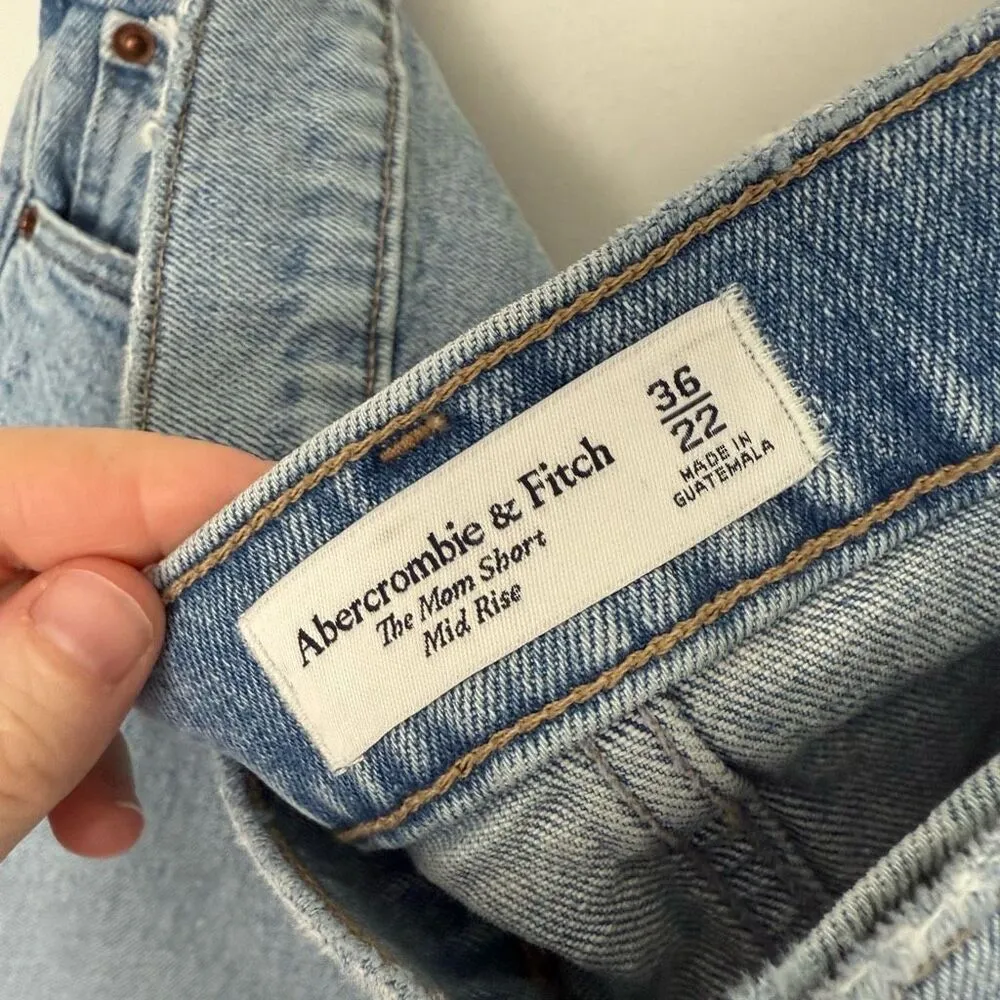 Abercrombie & Fitch
The Mom Short
Mid Rise
36
22
MADE IN
GUATEMALA